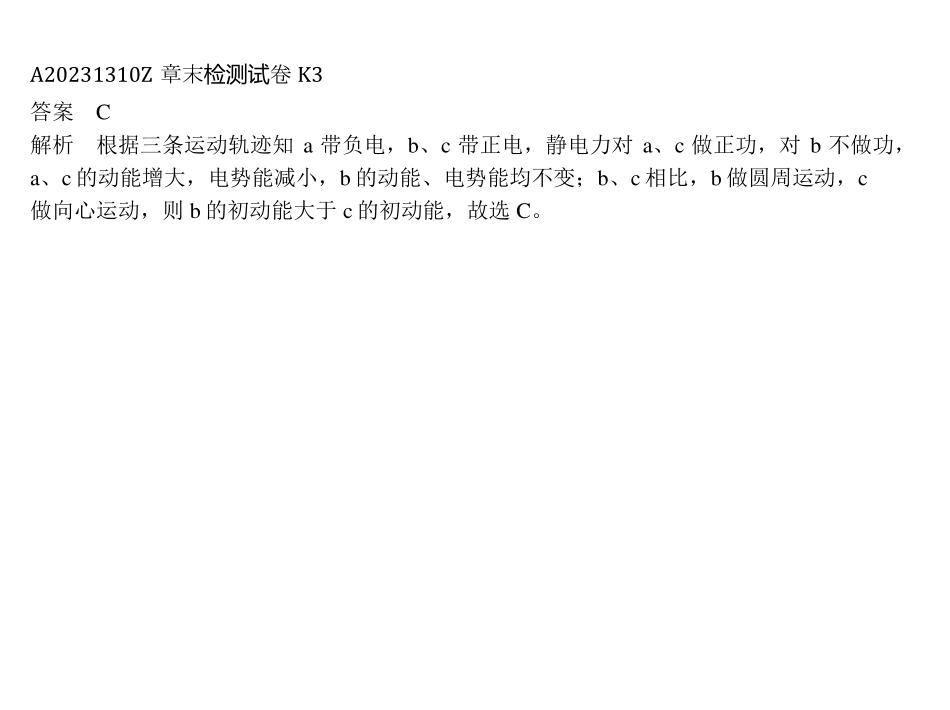 A20231310Z 章末检测试卷 K3
答案 C
解析 根据三条运动轨迹知 a 带负电，b、c 带正电，静电力对 a、c 做正功，对 b 不做功，
a、c 的动能增大，电势能减小，b 的动能、电势能均不变；b、c 相比，b 做圆周运动，c
做向心运动，则 b 的初动能大于 c 的初动能，故选 C。